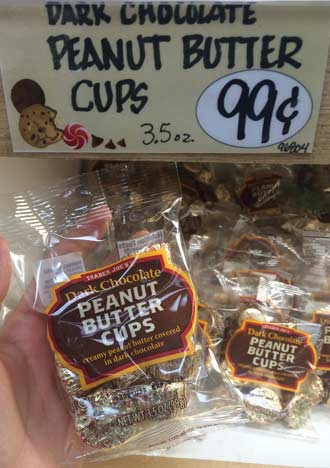 DARK CHOCOLATE
PEANUT BUTTER
CUPS
99¢
3.5 oz.
96904
TRADER JOE'S
Dark Chocolate
PEANUT
BUTTER
CUPS
creamy peanut butter covered
in dark chocolate
NET WT 3.5 OZ (99g)
Dark Chocolate
PEANUT
BUTTER
CUPS